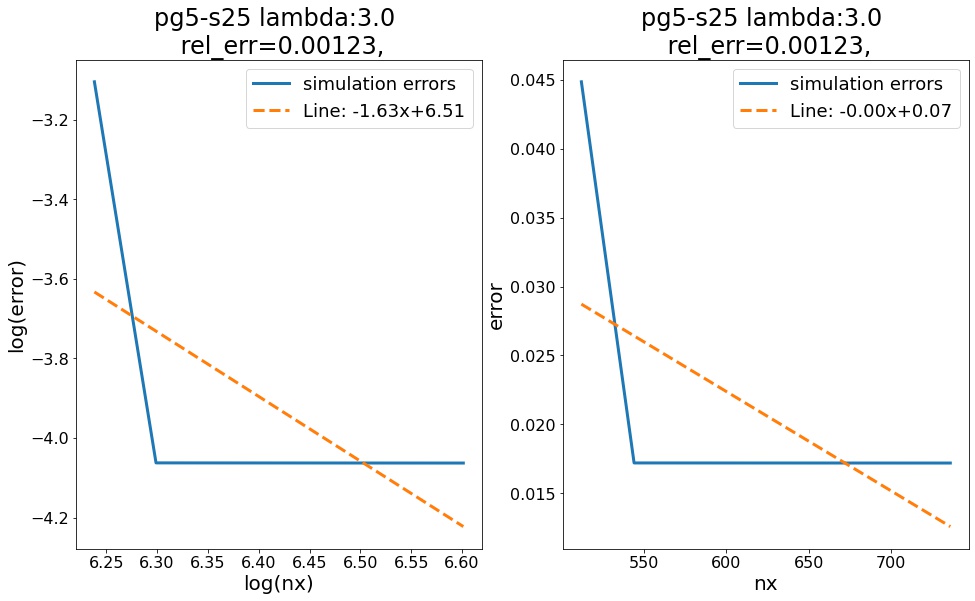 pg5-s25 lambda:3.0
rel_err=0.00123,
simulation errors
Line: -1.63x+6.51
log(error)
−3.2
−3.4
−3.6
−3.8
−4.0
−4.2
6.25 6.30 6.35 6.40 6.45 6.50 6.55 6.60
log(nx)
pg5-s25 lambda:3.0
rel_err=0.00123,
simulation errors
Line: -0.00x+0.07
error
0.045
0.040
0.035
0.030
0.025
0.020
0.015
550 600 650 700
nx